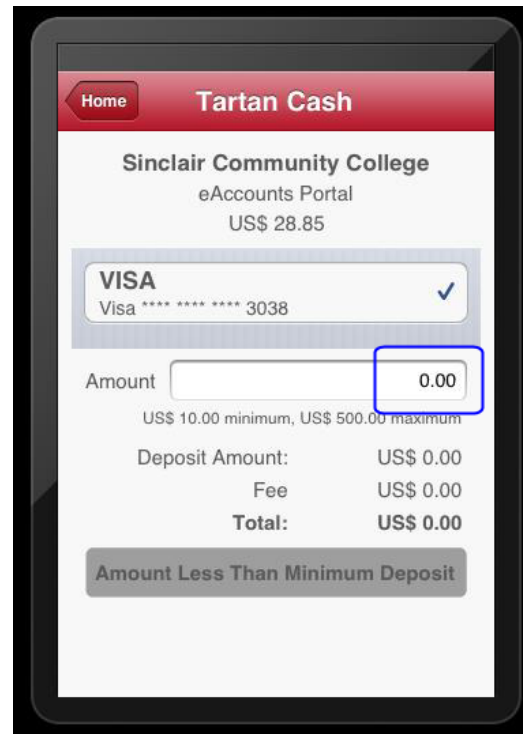 Home Tartan Cash
Sinclair Community College
eAccounts Portal
US$ 28.85
VISA
Visa **** **** **** 3038
Amount 0.00
US$ 10.00 minimum, US$ 500.00 maximum
Deposit Amount: US$ 0.00
Fee US$ 0.00
Total: US$ 0.00
Amount Less Than Minimum Deposit